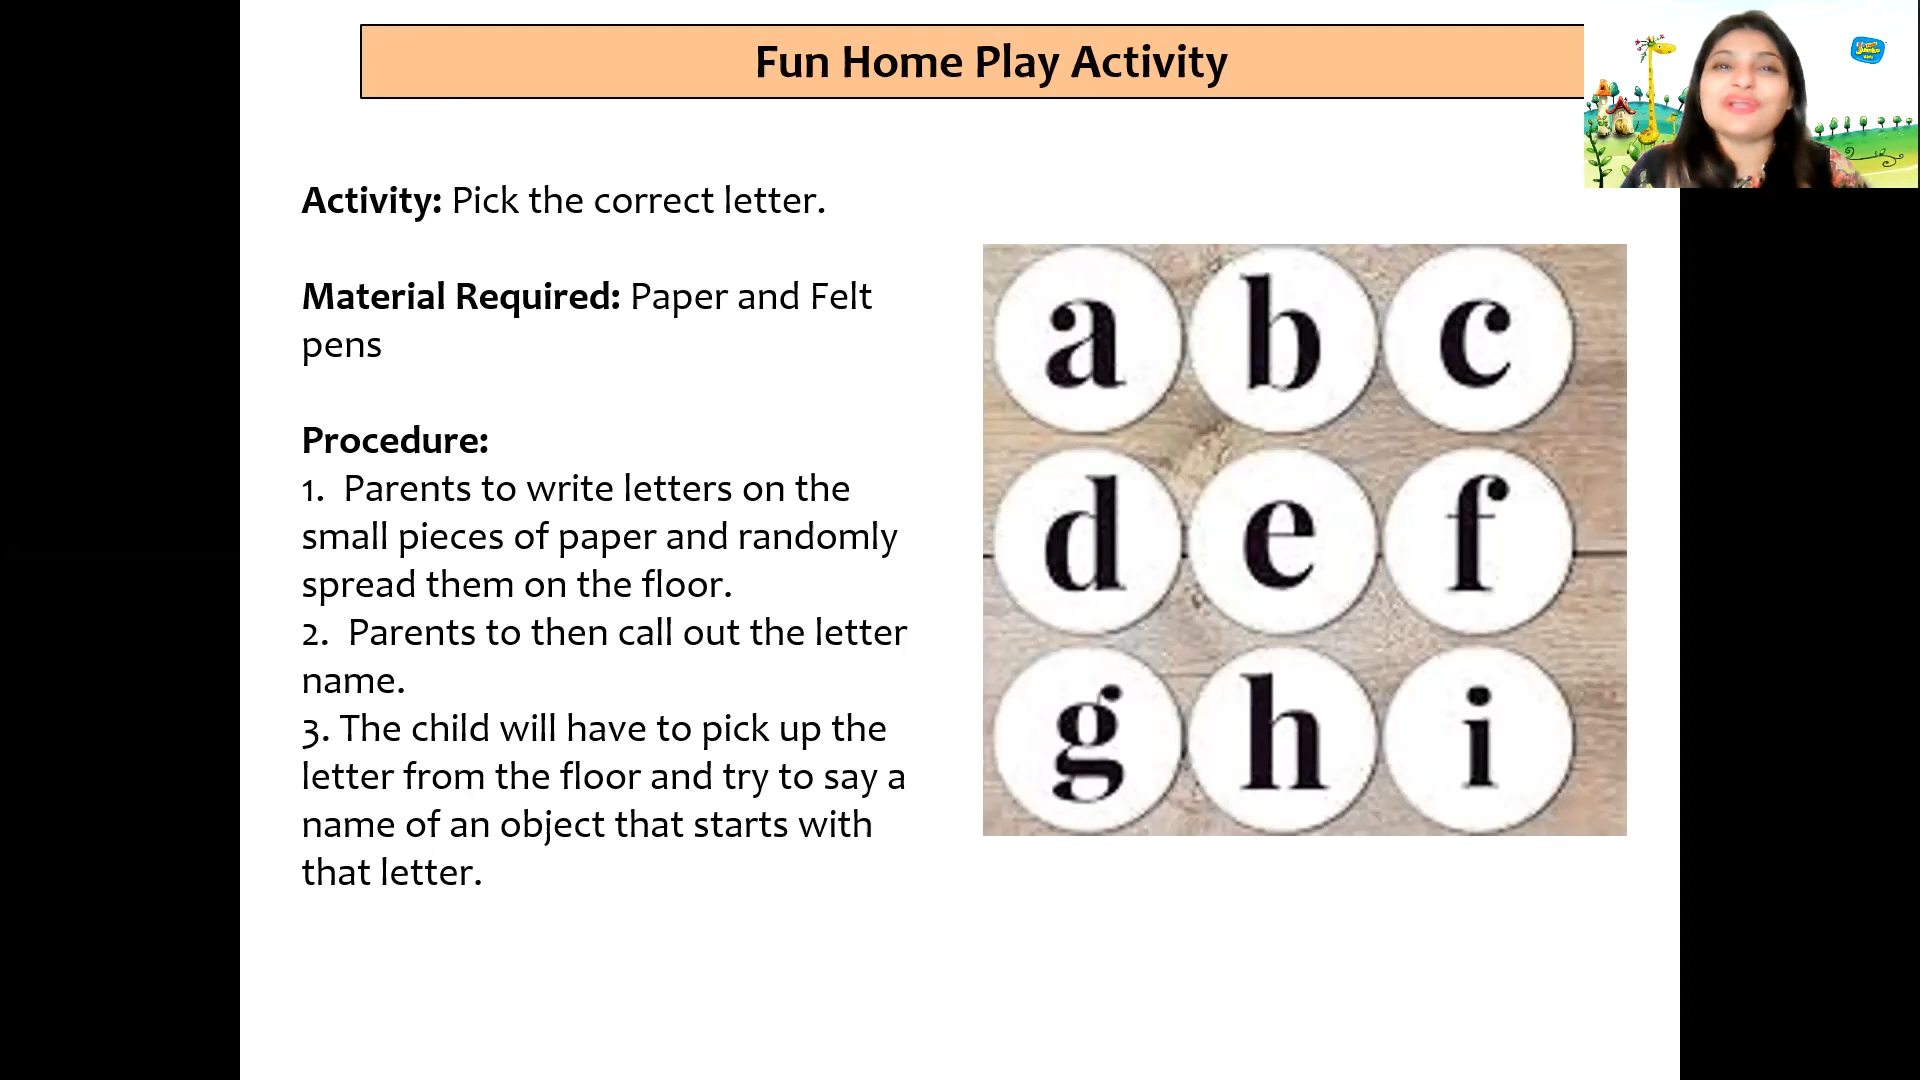 Fun Home Play Activity
Activity: Pick the correct letter.
Material Required: Paper and Felt
pens
Procedure:
1. Parents to write letters on the
small pieces of paper and randomly
spread them on the floor.
2. Parents to then call out the letter
name.
3. The child will have to pick up the
letter from the floor and try to say a
name of an object that starts with
that letter.
a b c
d e f
g h i
Jumbo